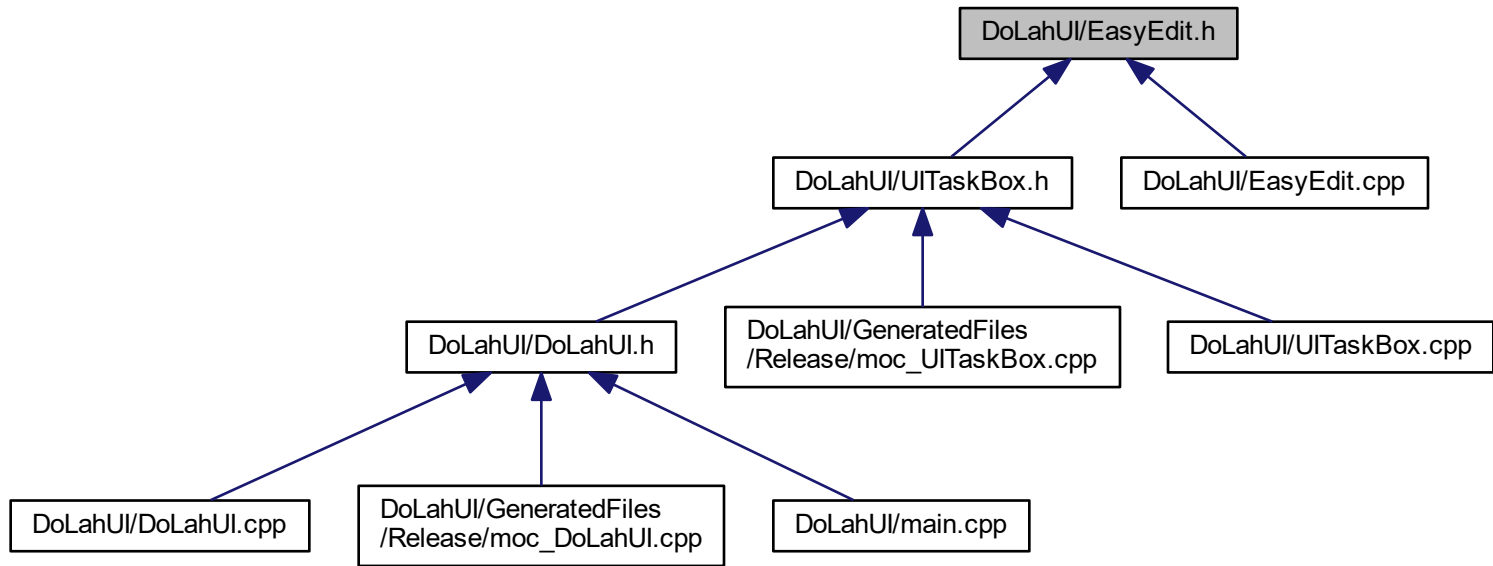 DoLahUI/EasyEdit.h
DoLahUI/UITaskBox.h
DoLahUI/EasyEdit.cpp
DoLahUI/DoLahUI.h
DoLahUI/GeneratedFiles
/Release/moc_UITaskBox.cpp
DoLahUI/UITaskBox.cpp
DoLahUI/DoLahUI.cpp
DoLahUI/GeneratedFiles
/Release/moc_DoLahUI.cpp
DoLahUI/main.cpp